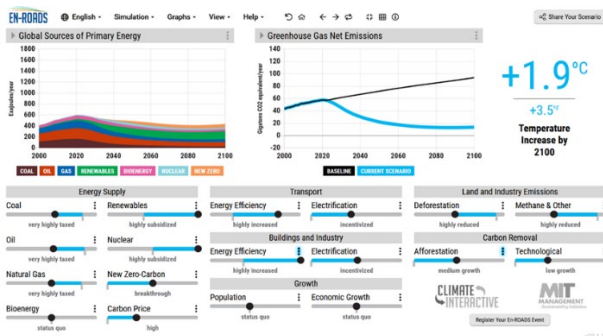 EN-ROADS
English
Simulation
Graphs
View
Help
Share Your Scenario
Global Sources of Primary Energy
Exajoules/year
1800
1600
1400
1200
1000
800
600
400
200
0
2000 2020 2040 2060 2080 2100
COAL OIL GAS RENEWABLES BIOENERGY NUCLEAR NEW ZERO
Greenhouse Gas Net Emissions
Gigatons CO2 equivalent/year
140
120
100
80
60
40
20
0
-20
2000 2020 2040 2060 2080 2100
BASELINE CURRENT SCENARIO
+1.9°C
+3.5°F
Temperature
Increase by
2100
Energy Supply
Coal
very highly taxed
Renewables
highly subsidized
Oil
very highly taxed
Nuclear
highly subsidized
Natural Gas
very highly taxed
New Zero-Carbon
breakthrough
Bioenergy
status quo
Carbon Price
high
Transport
Energy Efficiency
highly increased
Electrification
incentivized
Buildings and Industry
Energy Efficiency
highly increased
Electrification
incentivized
Growth
Population
status quo
Economic Growth
status quo
Land and Industry Emissions
Deforestation
highly reduced
Methane & Other
highly reduced
Carbon Removal
Afforestation
medium growth
Technological
low growth
CLIMATE
INTERACTIVE
MIT
MANAGEMENT
Register Your En-ROADS Event